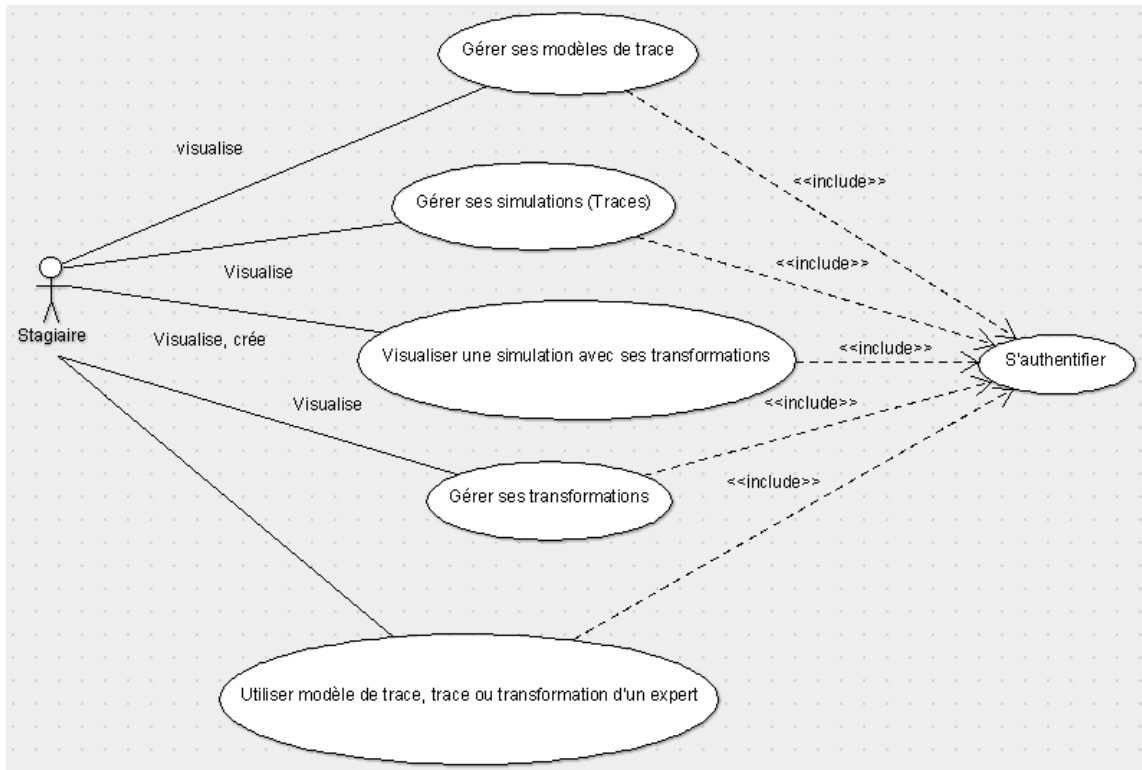 Gérer ses modèles de trace
visualise
<<include>>
Gérer ses simulations (Traces)
Visualise
<<include>>
Stagiaire
Visualise, crée
Visualiser une simulation avec ses transformations
<<include>>
S'authentifier
Visualise
<<include>>
Gérer ses transformations
<<include>>
Utiliser modèle de trace, trace ou transformation d'un expert